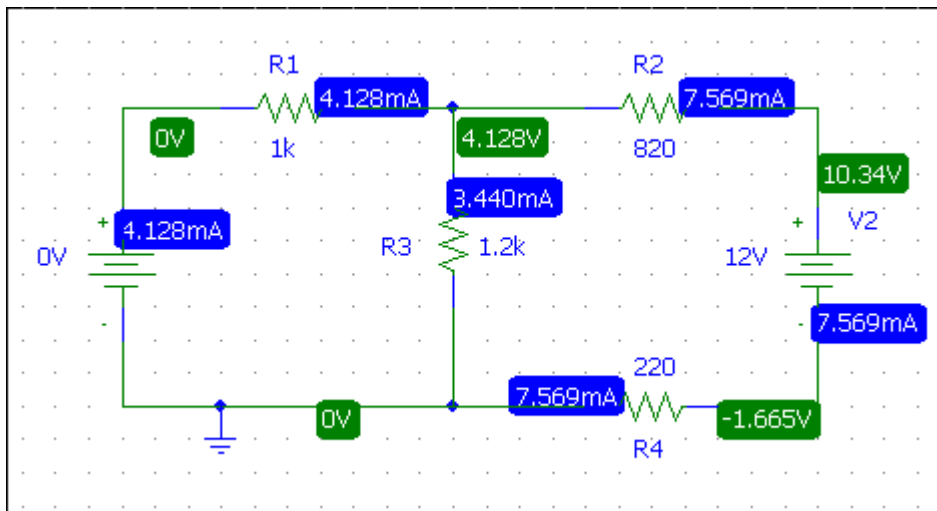 R1
R2
4.128mA
7.569mA
0V
1k
4.128V
820
10.34V
3.440mA
+
4.128mA
+
V2
0V
R3
1.2k
12V
-
-
7.569mA
220
7.569mA
0V
-1.665V
R4